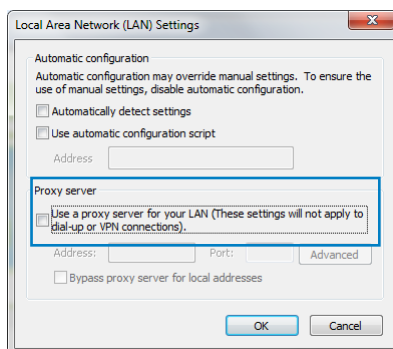 Local Area Network (LAN) Settings
Automatic configuration
Automatic configuration may override manual settings. To ensure the
use of manual settings, disable automatic configuration.
Automatically detect settings
Use automatic configuration script
Address
Proxy server
Use a proxy server for your LAN (These settings will not apply to
dial-up or VPN connections).
Address: Port: Advanced
Bypass proxy server for local addresses
OK Cancel